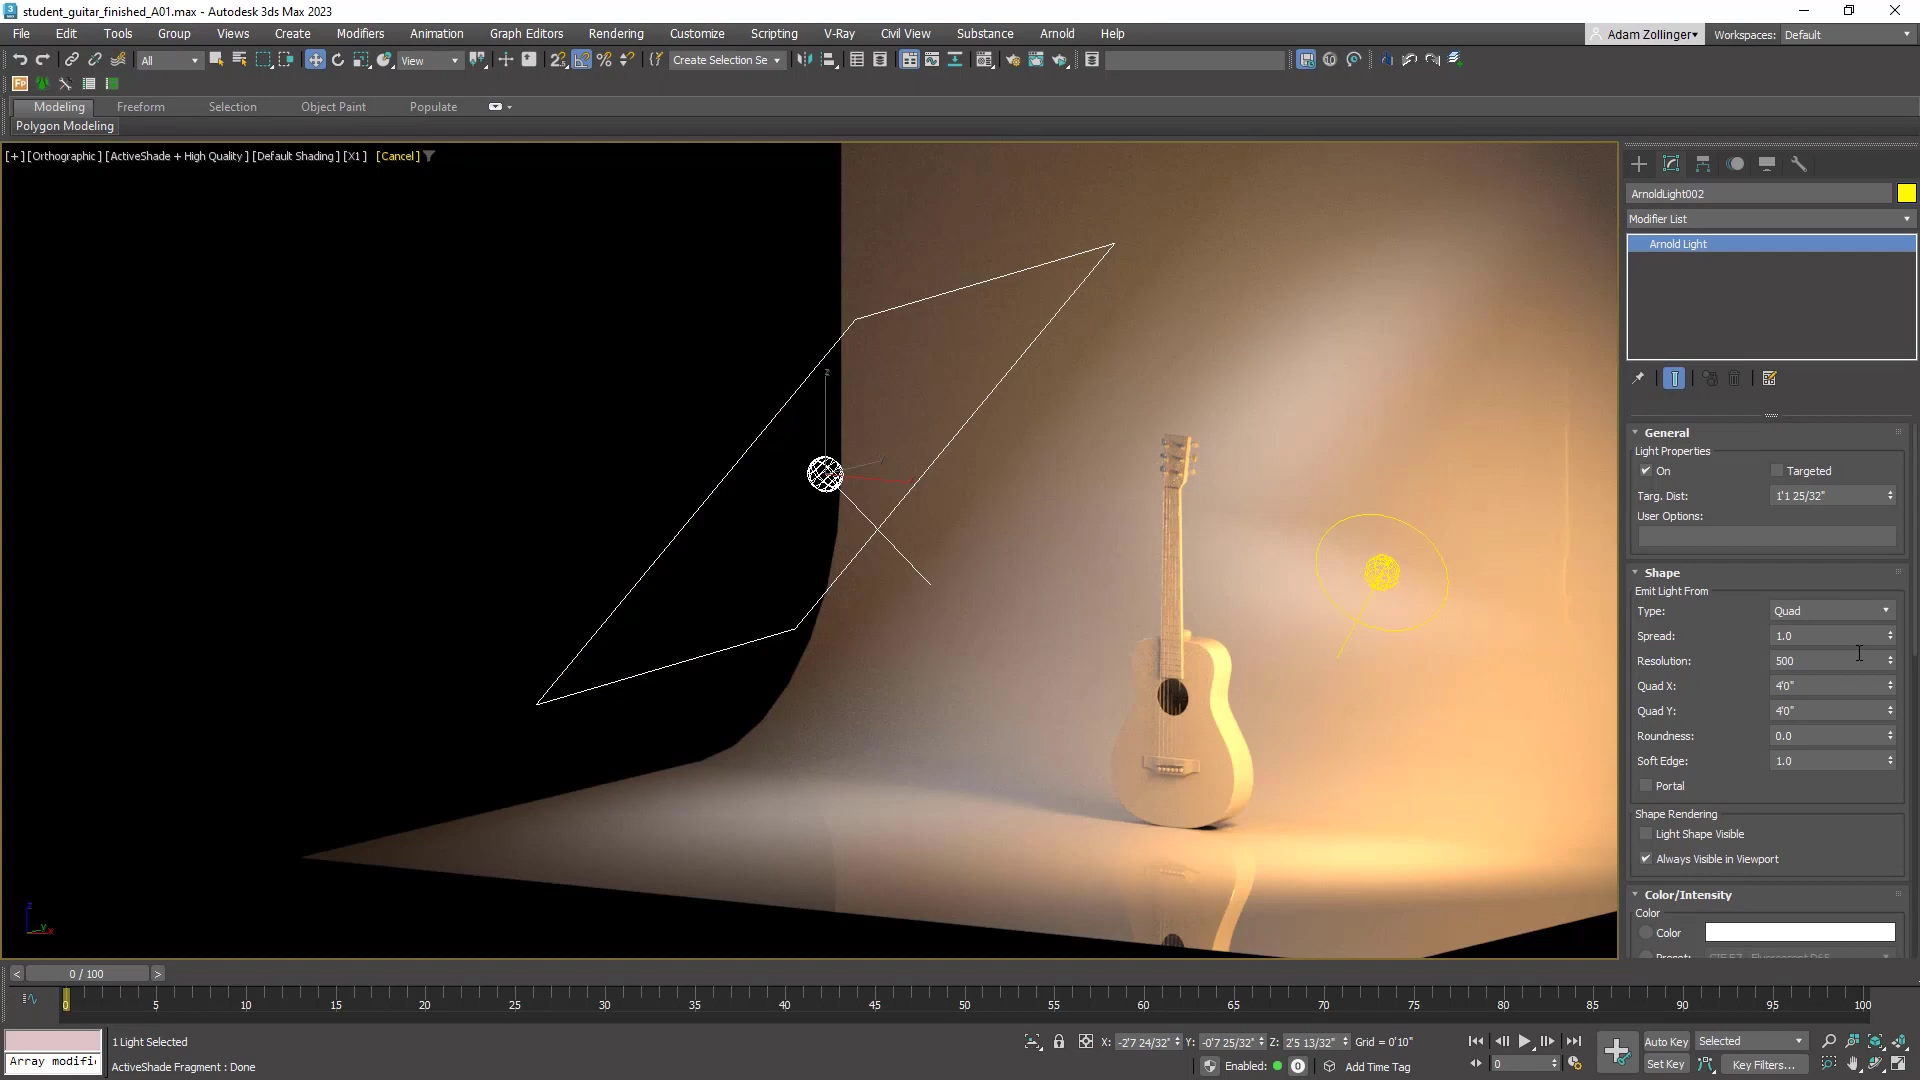 student_guitar_finished_A01.max - Autodesk 3ds Max 2023
File Edit Tools Group Views Create Modifiers Animation Graph Editors Rendering Customize Scripting V-Ray Civil View Substance Arnold Help
Adam Zollinger
Workspaces: Default
All
View
Create Selection Se
Fp
Modeling Freeform Selection Object Paint Populate
Polygon Modeling
[+] [Orthographic] [ActiveShade + High Quality] [Default Shading] [X1] [Cancel]
ArnoldLight002
Modifier List
Arnold Light
General
Light Properties
On
Targeted
Targ. Dist: 1'1 25/32"
User Options:
Shape
Emit Light From
Type: Quad
Spread: 1.0
Resolution: 500
Quad X: 4'0"
Quad Y: 4'0"
Roundness: 0.0
Soft Edge: 1.0
Portal
Shape Rendering
Light Shape Visible
Always Visible in Viewport
Color/Intensity
Color
Color
z
z
x
< 0 / 100 >
0 5 10 15 20 25 30 35 40 45 50 55 60 65 70 75 80 85 90 95 100
1 Light Selected
X: -2'7 24/32" Y: -0'7 25/32" Z: 2'5 13/32" Grid = 0'10"
Auto Key Selected
Array modifi
ActiveShade Fragment : Done
Enabled: 0 Add Time Tag
0
Set Key Key Filters...